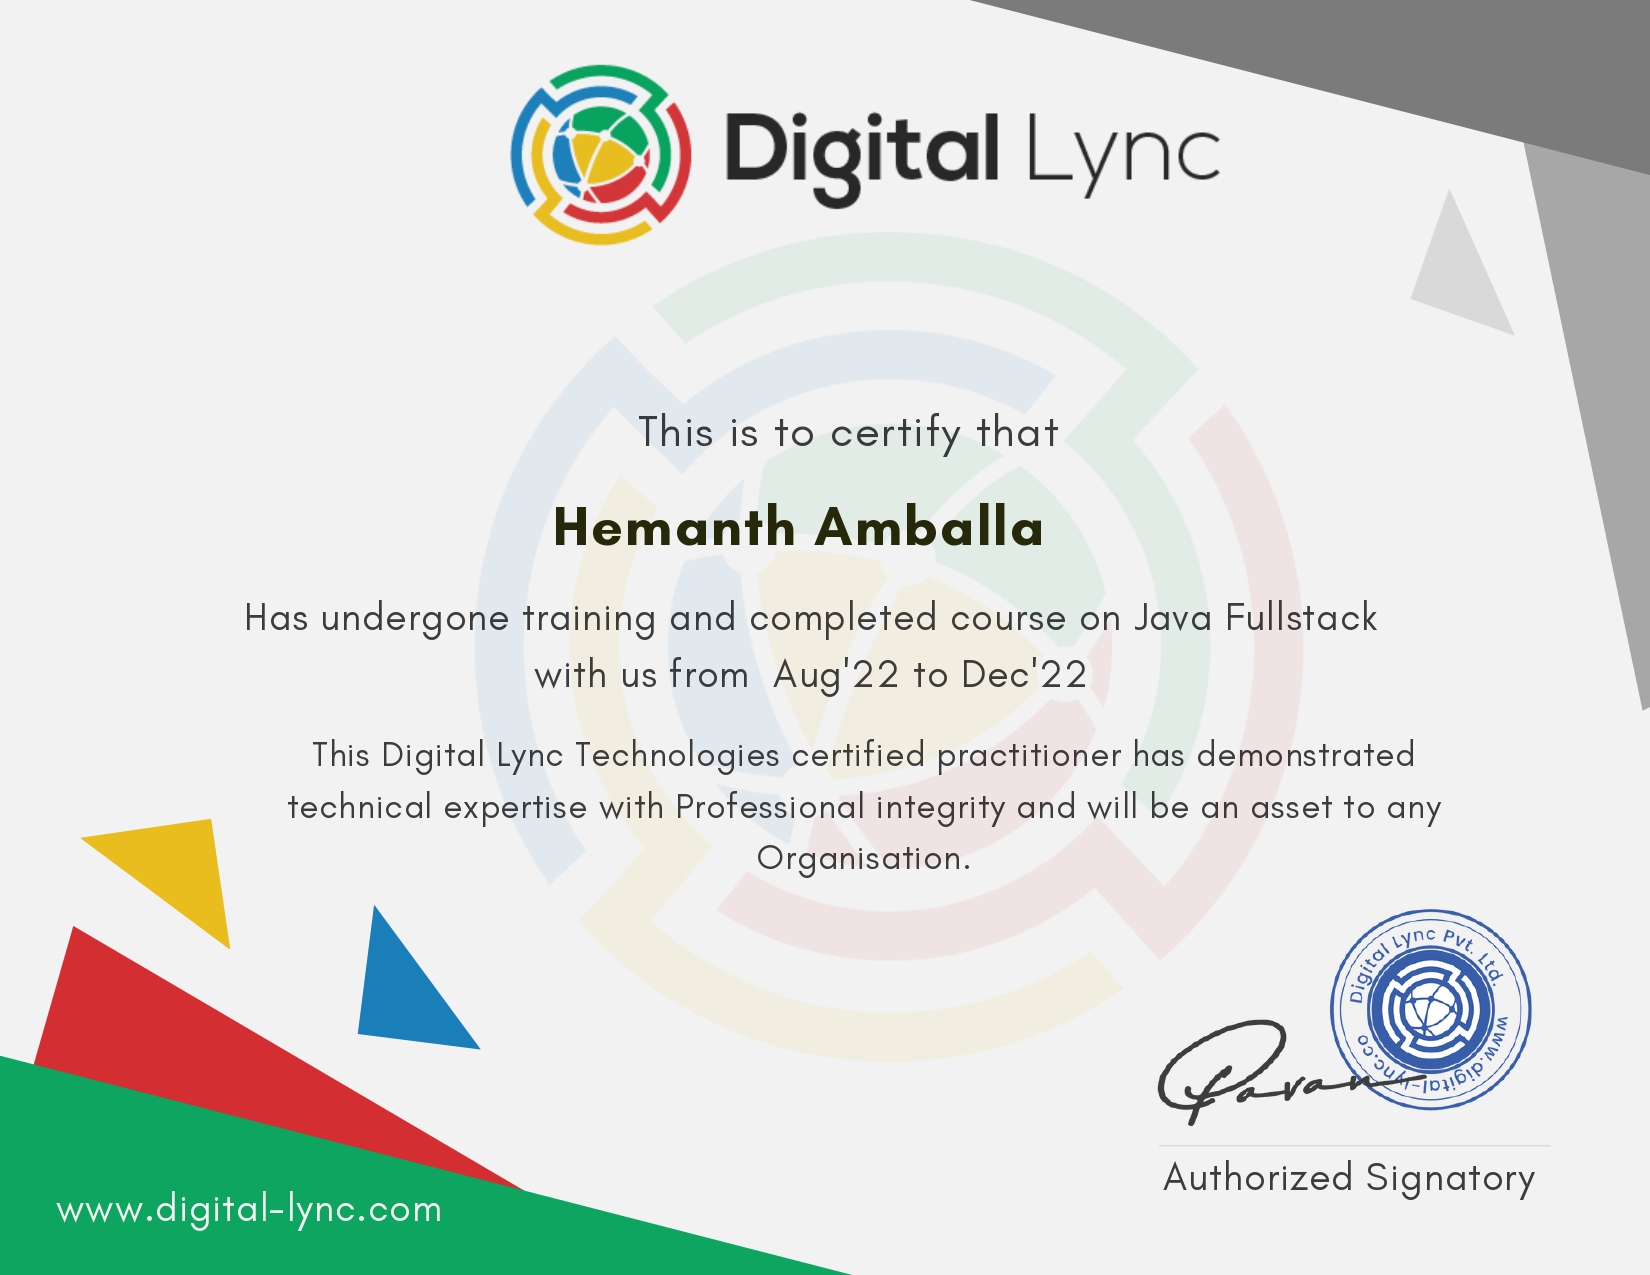 Digital Lync
This is to certify that
Hemanth Amballa
Has undergone training and completed course on Java Fullstack
with us from Aug'22 to Dec'22
This Digital Lync Technologies certified practitioner has demonstrated
technical expertise with Professional integrity and will be an asset to any
Organisation.
Digital Lync Pvt. Ltd.
www.digital-lync.co
Pavan
Authorized Signatory
www.digital-lync.com